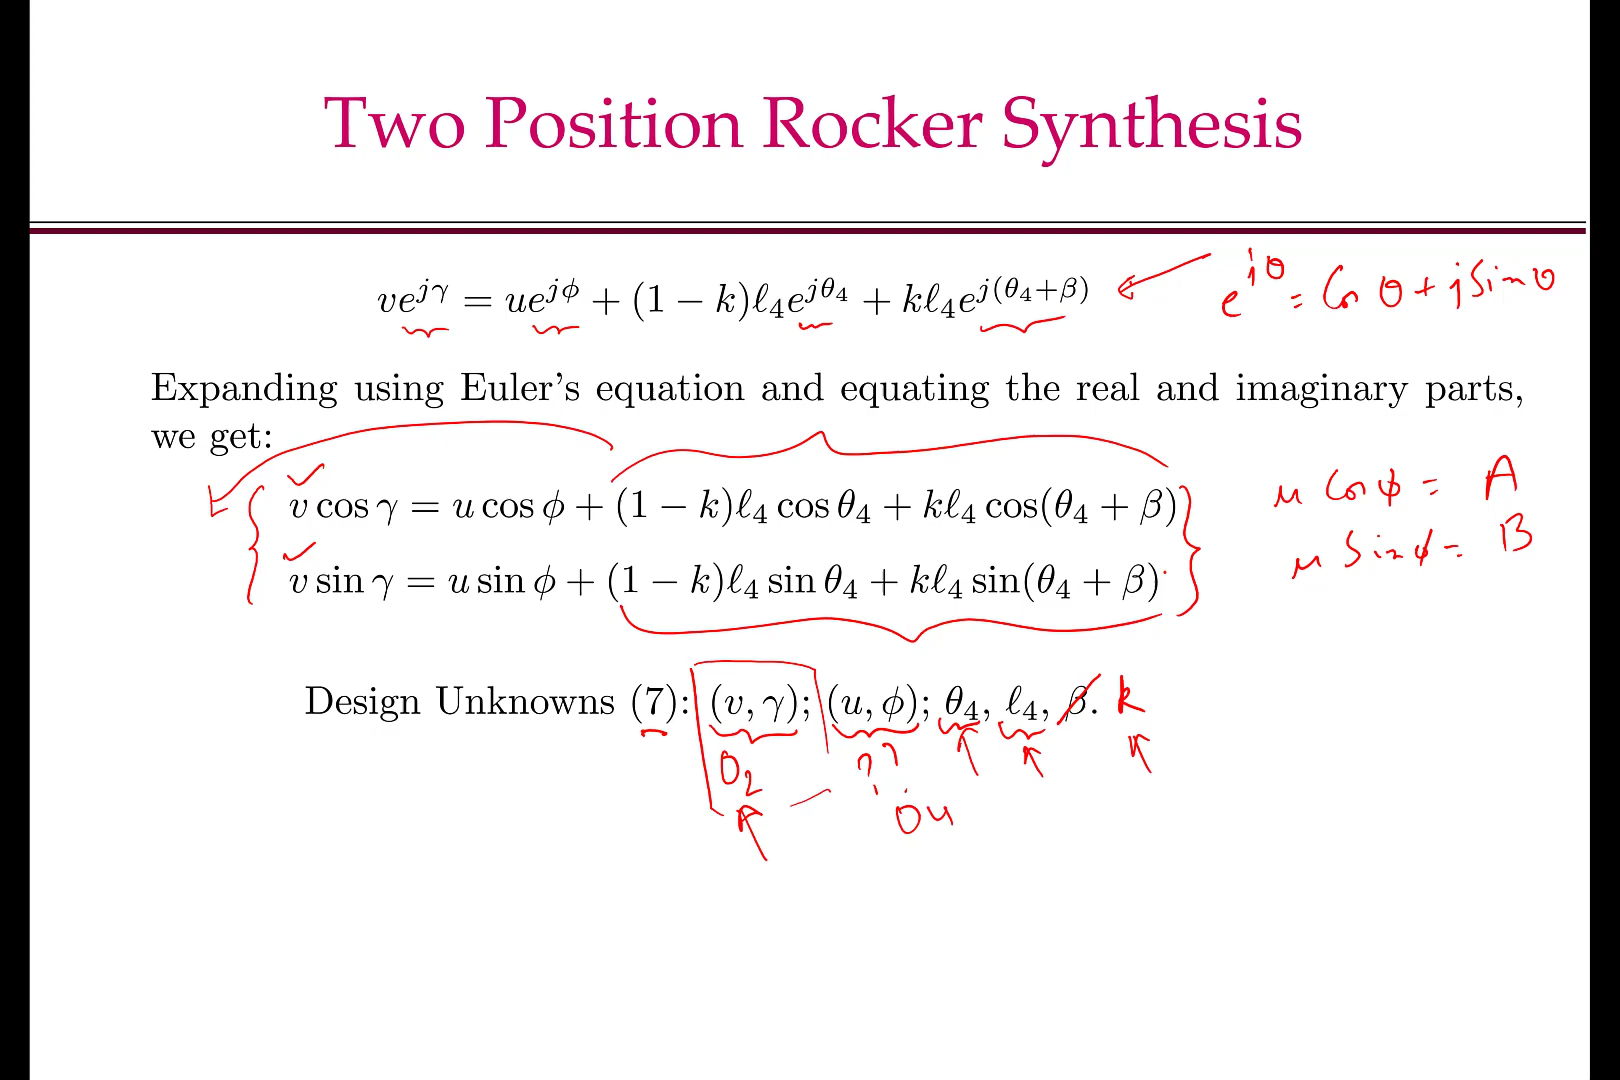 Two Position Rocker Synthesis
ve^{jγ} = ue^{jϕ} + (1 − k)ℓ₄e^{jθ₄} + kℓ₄e^{j(θ₄+β)}
e^{jθ} = Cos θ + j Sin θ
Expanding using Euler's equation and equating the real and imaginary parts,
we get:
v cos γ = u cos ϕ + (1 − k)ℓ₄ cos θ₄ + kℓ₄ cos(θ₄ + β)
u Cos ϕ = A
v sin γ = u sin ϕ + (1 − k)ℓ₄ sin θ₄ + kℓ₄ sin(θ₄ + β)
u Sin ϕ = B
Design Unknowns (7): (v, γ); (u, ϕ); θ₄, ℓ₄, β. k
O₂ ??
O4